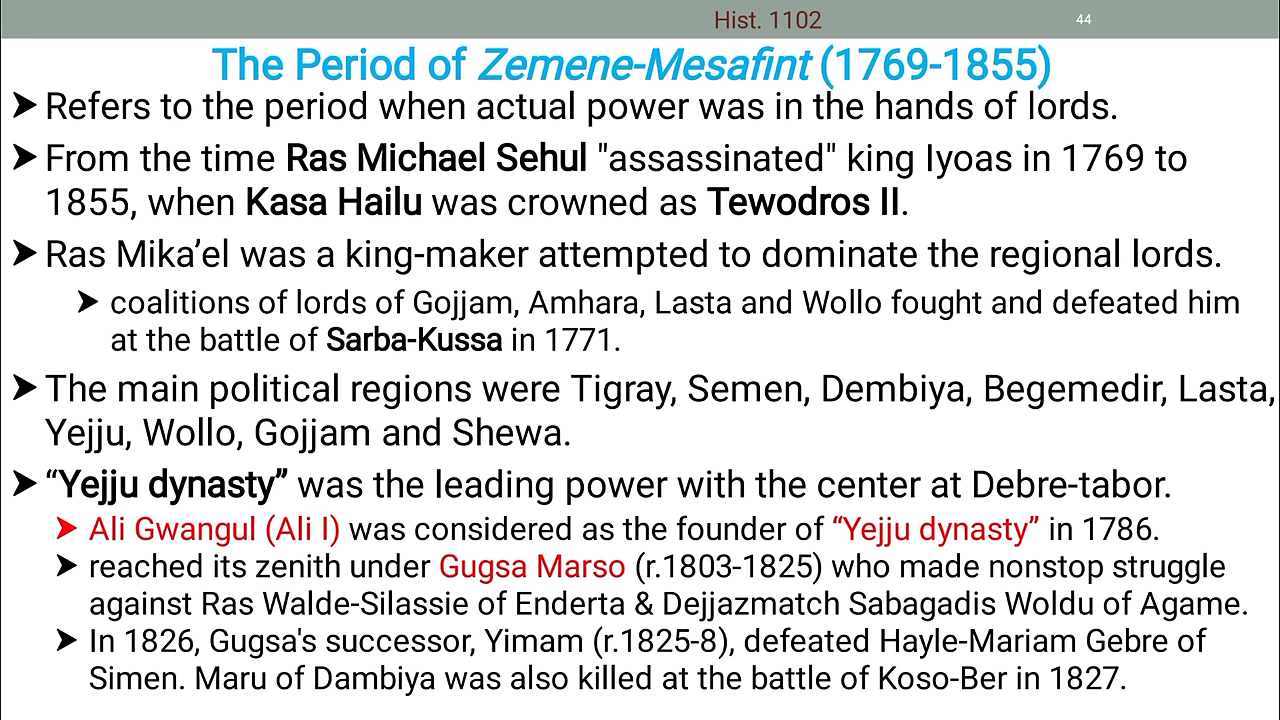 Hist. 1102 44
The Period of Zemene-Mesafint (1769-1855)
➤ Refers to the period when actual power was in the hands of lords.
➤ From the time Ras Michael Sehul "assassinated" king Iyoas in 1769 to
1855, when Kasa Hailu was crowned as Tewodros II.
➤ Ras Mika’el was a king-maker attempted to dominate the regional lords.
➤ coalitions of lords of Gojjam, Amhara, Lasta and Wollo fought and defeated him
at the battle of Sarba-Kussa in 1771.
➤ The main political regions were Tigray, Semen, Dembiya, Begemedir, Lasta,
Yejju, Wollo, Gojjam and Shewa.
➤ “Yejju dynasty” was the leading power with the center at Debre-tabor.
➤ Ali Gwangul (Ali I) was considered as the founder of “Yejju dynasty” in 1786.
➤ reached its zenith under Gugsa Marso (r.1803-1825) who made nonstop struggle
against Ras Walde-Silassie of Enderta & Dejjazmatch Sabagadis Woldu of Agame.
➤ In 1826, Gugsa's successor, Yimam (r.1825-8), defeated Hayle-Mariam Gebre of
Simen. Maru of Dambiya was also killed at the battle of Koso-Ber in 1827.